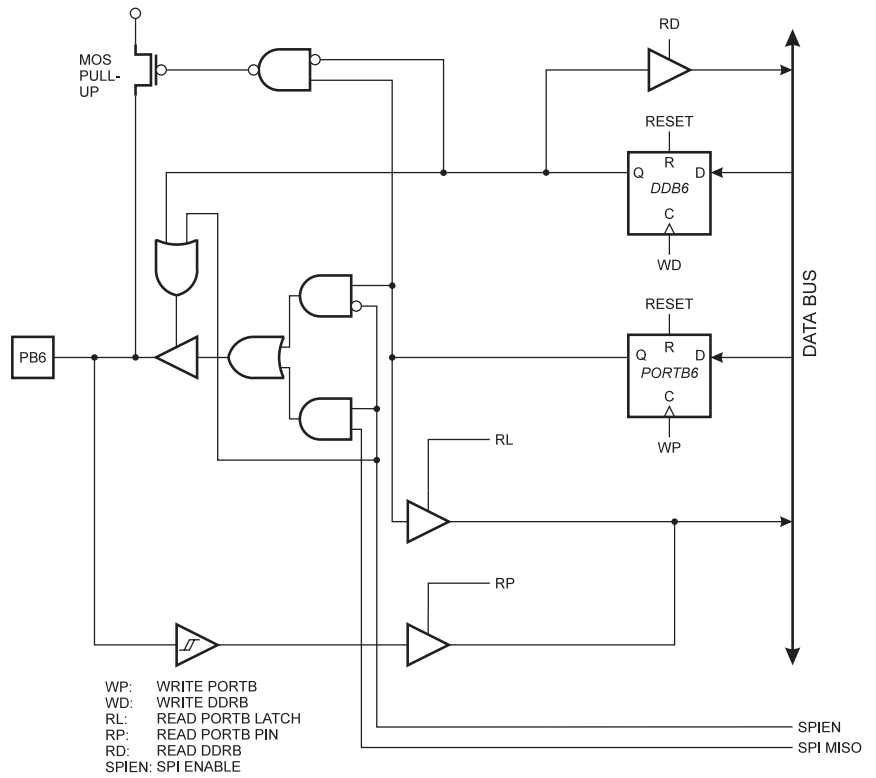 RD
MOS
PULL-
UP
RESET
R
Q
D
DDB6
C
WD
RESET
R
Q
D
PORTB6
C
WP
DATA BUS
PB6
RL
RP
WP: WRITE PORTB
WD: WRITE DDRB
RL: READ PORTB LATCH
RP: READ PORTB PIN
RD: READ DDRB
SPIEN: SPI ENABLE
SPIEN
SPI MISO